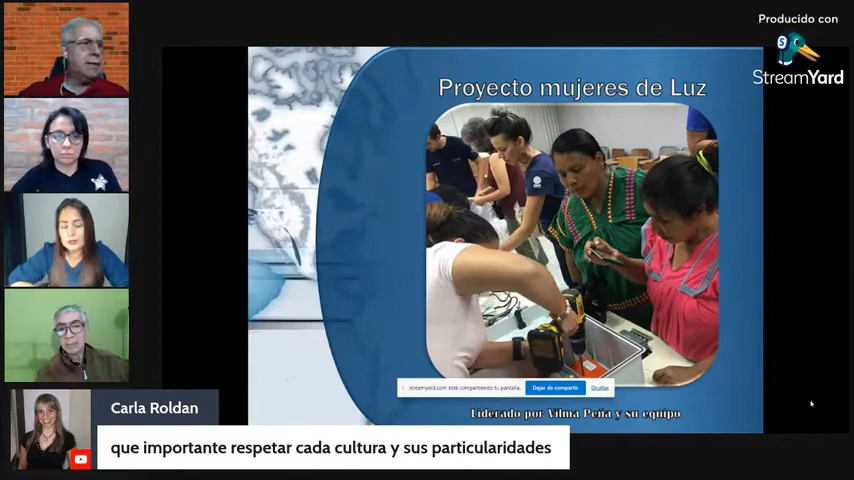 Producido con
StreamYard
Proyecto mujeres de Luz
streamyard.com está compartiendo tu pantalla.
Dejar de compartir
Ocultar
Liderado por Vilma Peña y su equipo
Carla Roldan
que importante respetar cada cultura y sus particularidades